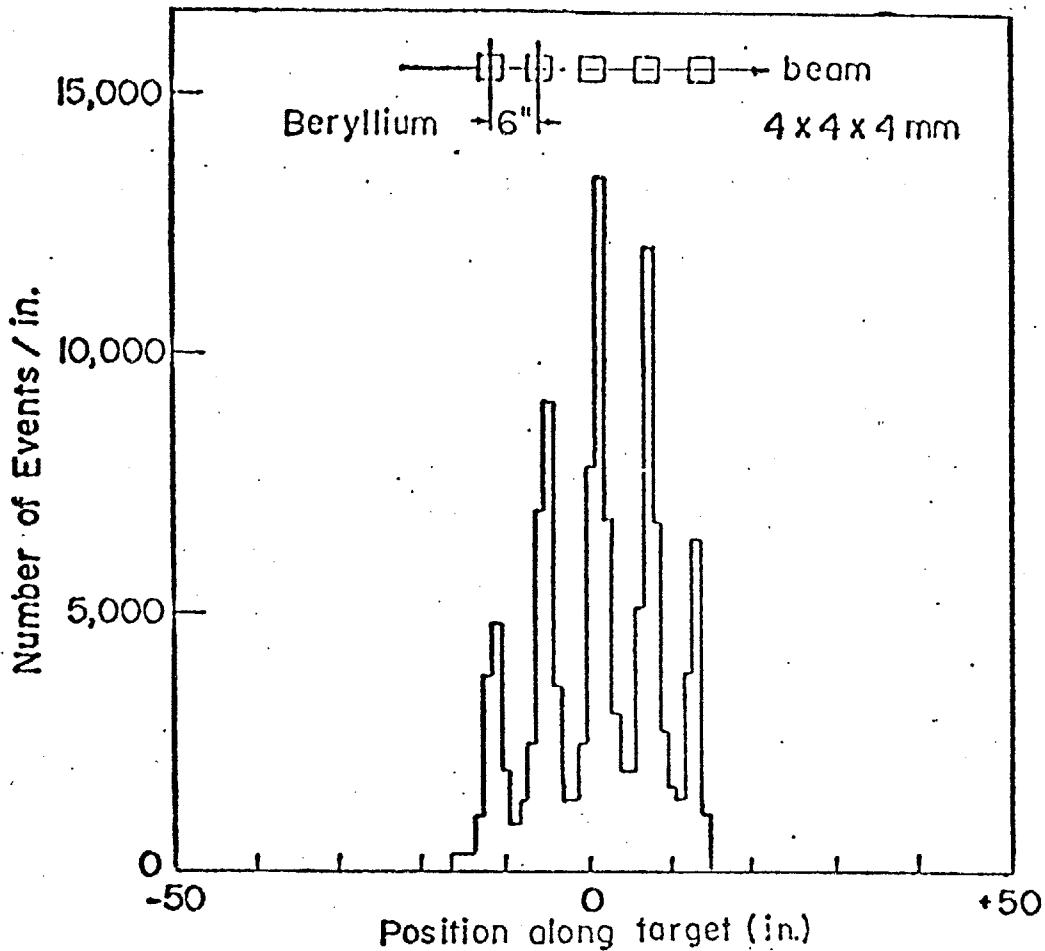 beam
15,000
Beryllium 6" 4 x 4 x 4 mm
Number of Events / in.
10,000
5,000
0
-50 0 +50
Position along target (in.)